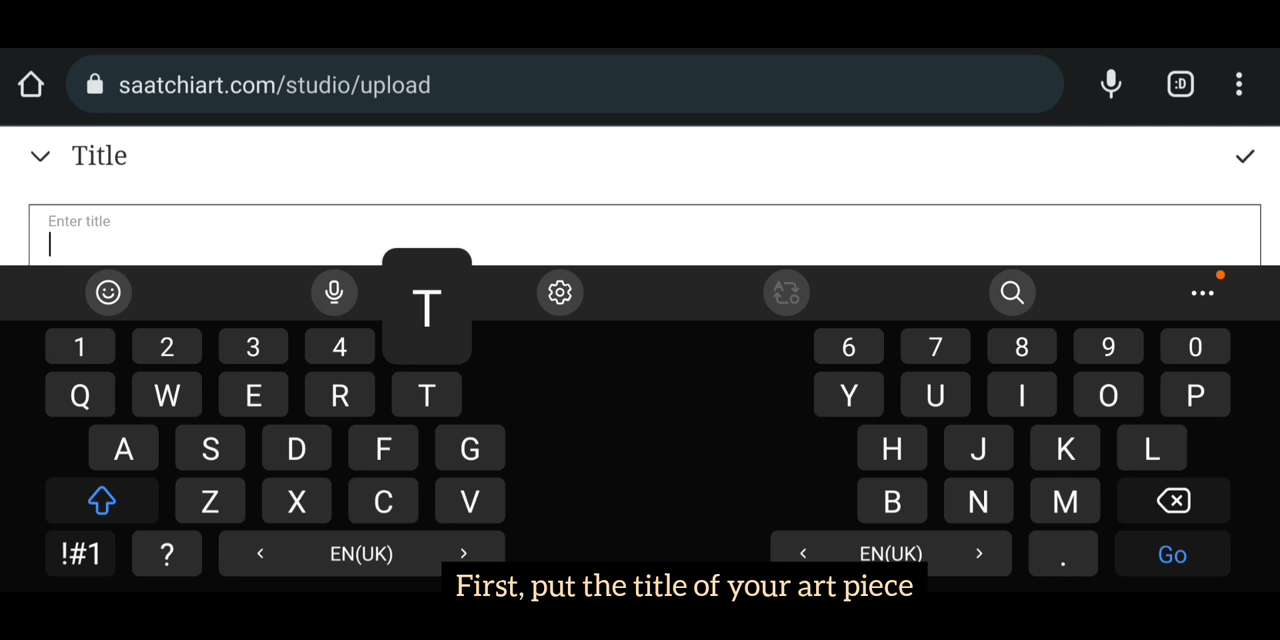 saatchiart.com/studio/upload
:D
Title
Enter title
T
1 2 3 4 6 7 8 9 0
Q W E R T Y U I O P
A S D F G H J K L
Z X C V B N M
!#1 ? < EN(UK) > < EN(UK) > . Go
First, put the title of your art piece